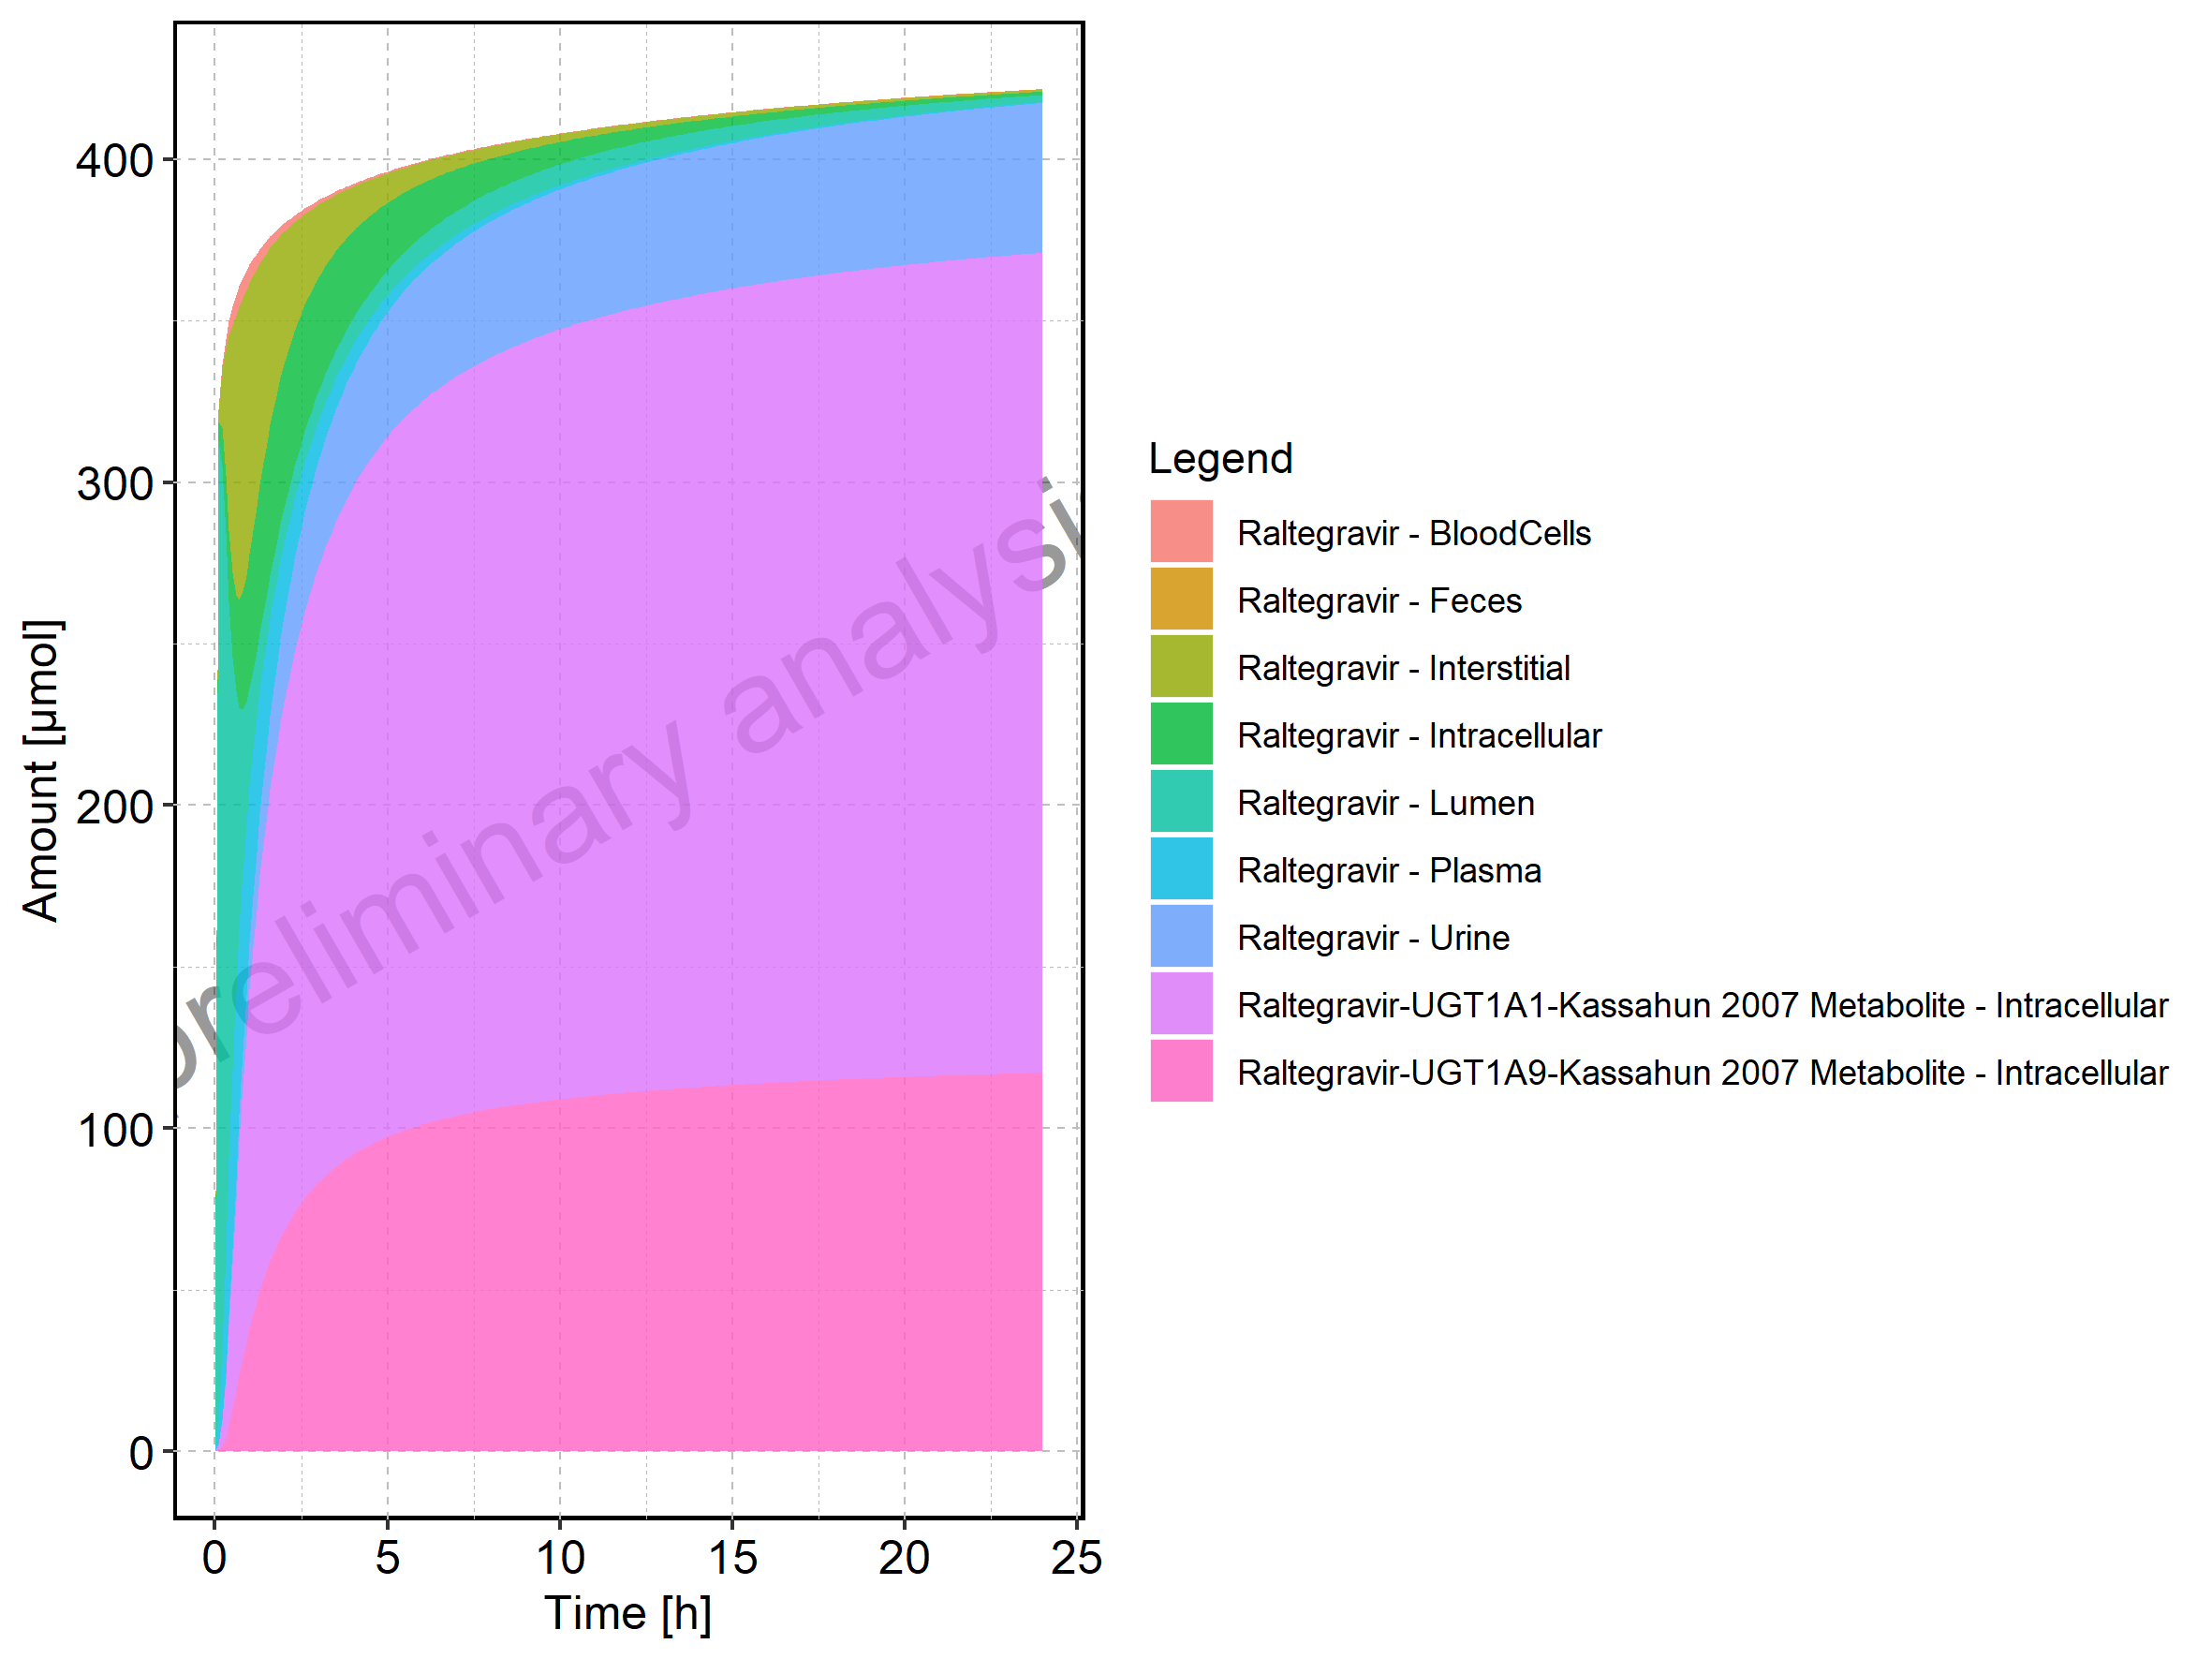 400
300
200
100
0
Amount [µmol]
0 5 10 15 20 25
Time [h]
preliminary analysis
Legend
Raltegravir - BloodCells
Raltegravir - Feces
Raltegravir - Interstitial
Raltegravir - Intracellular
Raltegravir - Lumen
Raltegravir - Plasma
Raltegravir - Urine
Raltegravir-UGT1A1-Kassahun 2007 Metabolite - Intracellular
Raltegravir-UGT1A9-Kassahun 2007 Metabolite - Intracellular